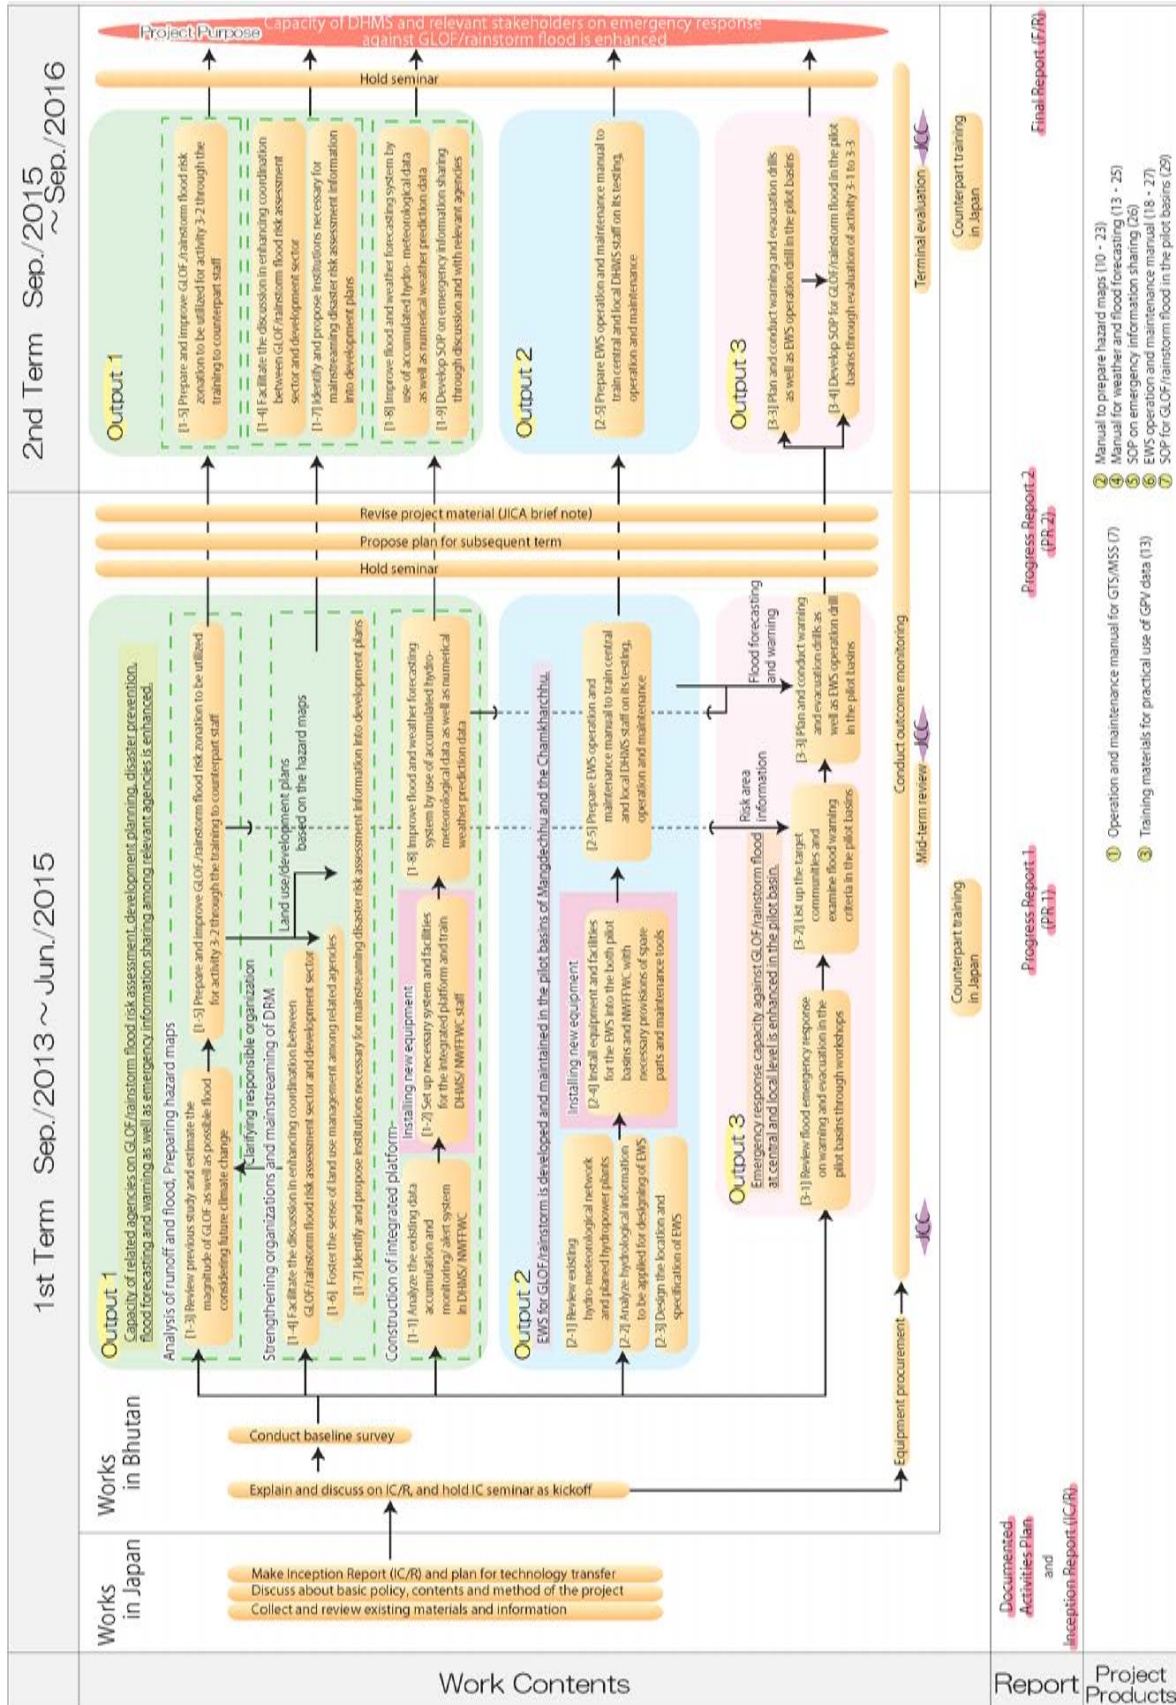 1st Term Sep./2013～Jun./2015
2nd Term Sep./2015
～Sep./2016
Work Contents
Works
in Japan
Make Inception Report (IC/R) and plan for technology transfer
Discuss about basic policy, contents and method of the project
Collect and review existing materials and information
Works
in Bhutan
Explain and discuss on IC/R, and hold IC seminar as kickoff
Conduct baseline survey
Equipment procurement
Output 1
Capacity of related agencies on GLOF/rainstorm flood risk assessment, development planning, disaster prevention,
flood forecasting and warning as well as emergency information sharing among relevant agencies is enhanced.
Analysis of runoff and flood, Preparing hazard maps
[1-3] Review previous study and estimate the
magnitude of GLOF as well as possible flood
considering future climate change
[1-5] Prepare and improve GLOF/rainstorm flood risk zonation to be utilized
for activity 3-2 through the training to counterpart staff
Clarifying responsible organization
Land use/development plans
based on the hazard maps
Strengthening organizations and mainstreaming of DRM
[1-4] Facilitate the discussion in enhancing coordination between
GLOF/rainstorm flood risk assessment sector and development sector
[1-6] Foster the sense of land use management among related agencies
[1-7] Identify and propose institutions necessary for mainstreaming disaster risk assessment information into development plans
Construction of integrated platform
[1-1] Analyze the existing data
accumulation and
monitoring/ alert system
in DHMS/ NWFFWC
Installing new equipment
[1-2] Set up necessary system and facilities
for the integrated platform and train
DHMS/ NWFFWC staff
[1-8] Improve flood and weather forecasting
system by use of accumulated hydro-
meteorological data as well as numerical
weather prediction data
Output 2
EWS for GLOF/rainstorm is developed and maintained in the pilot basins of Mangdechhu and the Chamkharchhu.
[2-1] Review existing
hydro-meteorological network
and planed hydropower plants
[2-2] Analyze hydrological information
to be applied for designing of EWS
[2-3] Design the location and
specification of EWS
Installing new equipment
[2-4] Install equipment and facilities
for the EWS into the both pilot
basins and NWFFWC with
necessary provisions of spare
parts and maintenance tools
[2-5] Prepare EWS operation and
maintenance manual to train central
and local DHMS staff on its testing,
operation and maintenance
Output 3
Emergency response capacity against GLOF/rainstorm flood
at central and local level is enhanced in the pilot basin.
Risk area
information
Flood forecasting
and warning
[3-1] Review flood emergency response
on warning and evacuation in the
pilot basins through workshops
[3-2] List up the target
communities and
examine flood warning
criteria in the pilot basins
[3-3] Plan and conduct warning
and evacuation drills as
well as EWS operation drill
in the pilot basins
Hold seminar
Propose plan for subsequent term
Revise project material (JICA brief note)
Output 1
[1-5] Prepare and improve GLOF/rainstorm flood risk
zonation to be utilized for activity 3-2 through the
training to counterpart staff
[1-4] Facilitate the discussion in enhancing coordination
between GLOF/rainstorm flood risk assessment
sector and development sector
[1-7] Identify and propose institutions necessary for
mainstreaming disaster risk assessment information
into development plans
[1-8] Improve flood and weather forecasting system by
use of accumulated hydro- meteorological data
as well as numerical weather prediction data
[1-9] Develop SOP on emergency information sharing
through discussion and with relevant agencies
Output 2
[2-5] Prepare EWS operation and maintenance manual to
train central and local DHMS staff on its testing,
operation and maintenance
Output 3
[3-3] Plan and conduct warning and evacuation drills
as well as EWS operation drill in the pilot basins
[3-4] Develop SOP for GLOF/rainstorm flood in the pilot
basins through evaluation of activity 3-1 to 3-3
Hold seminar
Project Purpose
Capacity of DHMS and relevant stakeholders on emergency response
against GLOF/rainstorm flood is enhanced
Conduct outcome monitoring
JCC
Mid-term review
JCC
Terminal evaluation
JCC
Counterpart training
in Japan
Counterpart training
in Japan
Report
Documented
Activities Plan
and
Inception Report (IC/R)
Progress Report 1
(PR 1)
Progress Report 2
(PR 2)
Final Report (F/R)
Project
Products
① Operation and maintenance manual for GTS/MSS (7)
③ Training materials for practical use of GPV data (13)
② Manual to prepare hazard maps (10 - 23)
④ Manual for weather and flood forecasting (13 - 25)
⑤ SOP on emergency information sharing (26)
⑥ EWS operation and maintenance manual (18 - 27)
⑦ SOP for GLOF/rainstorm flood in the pilot basins (29)